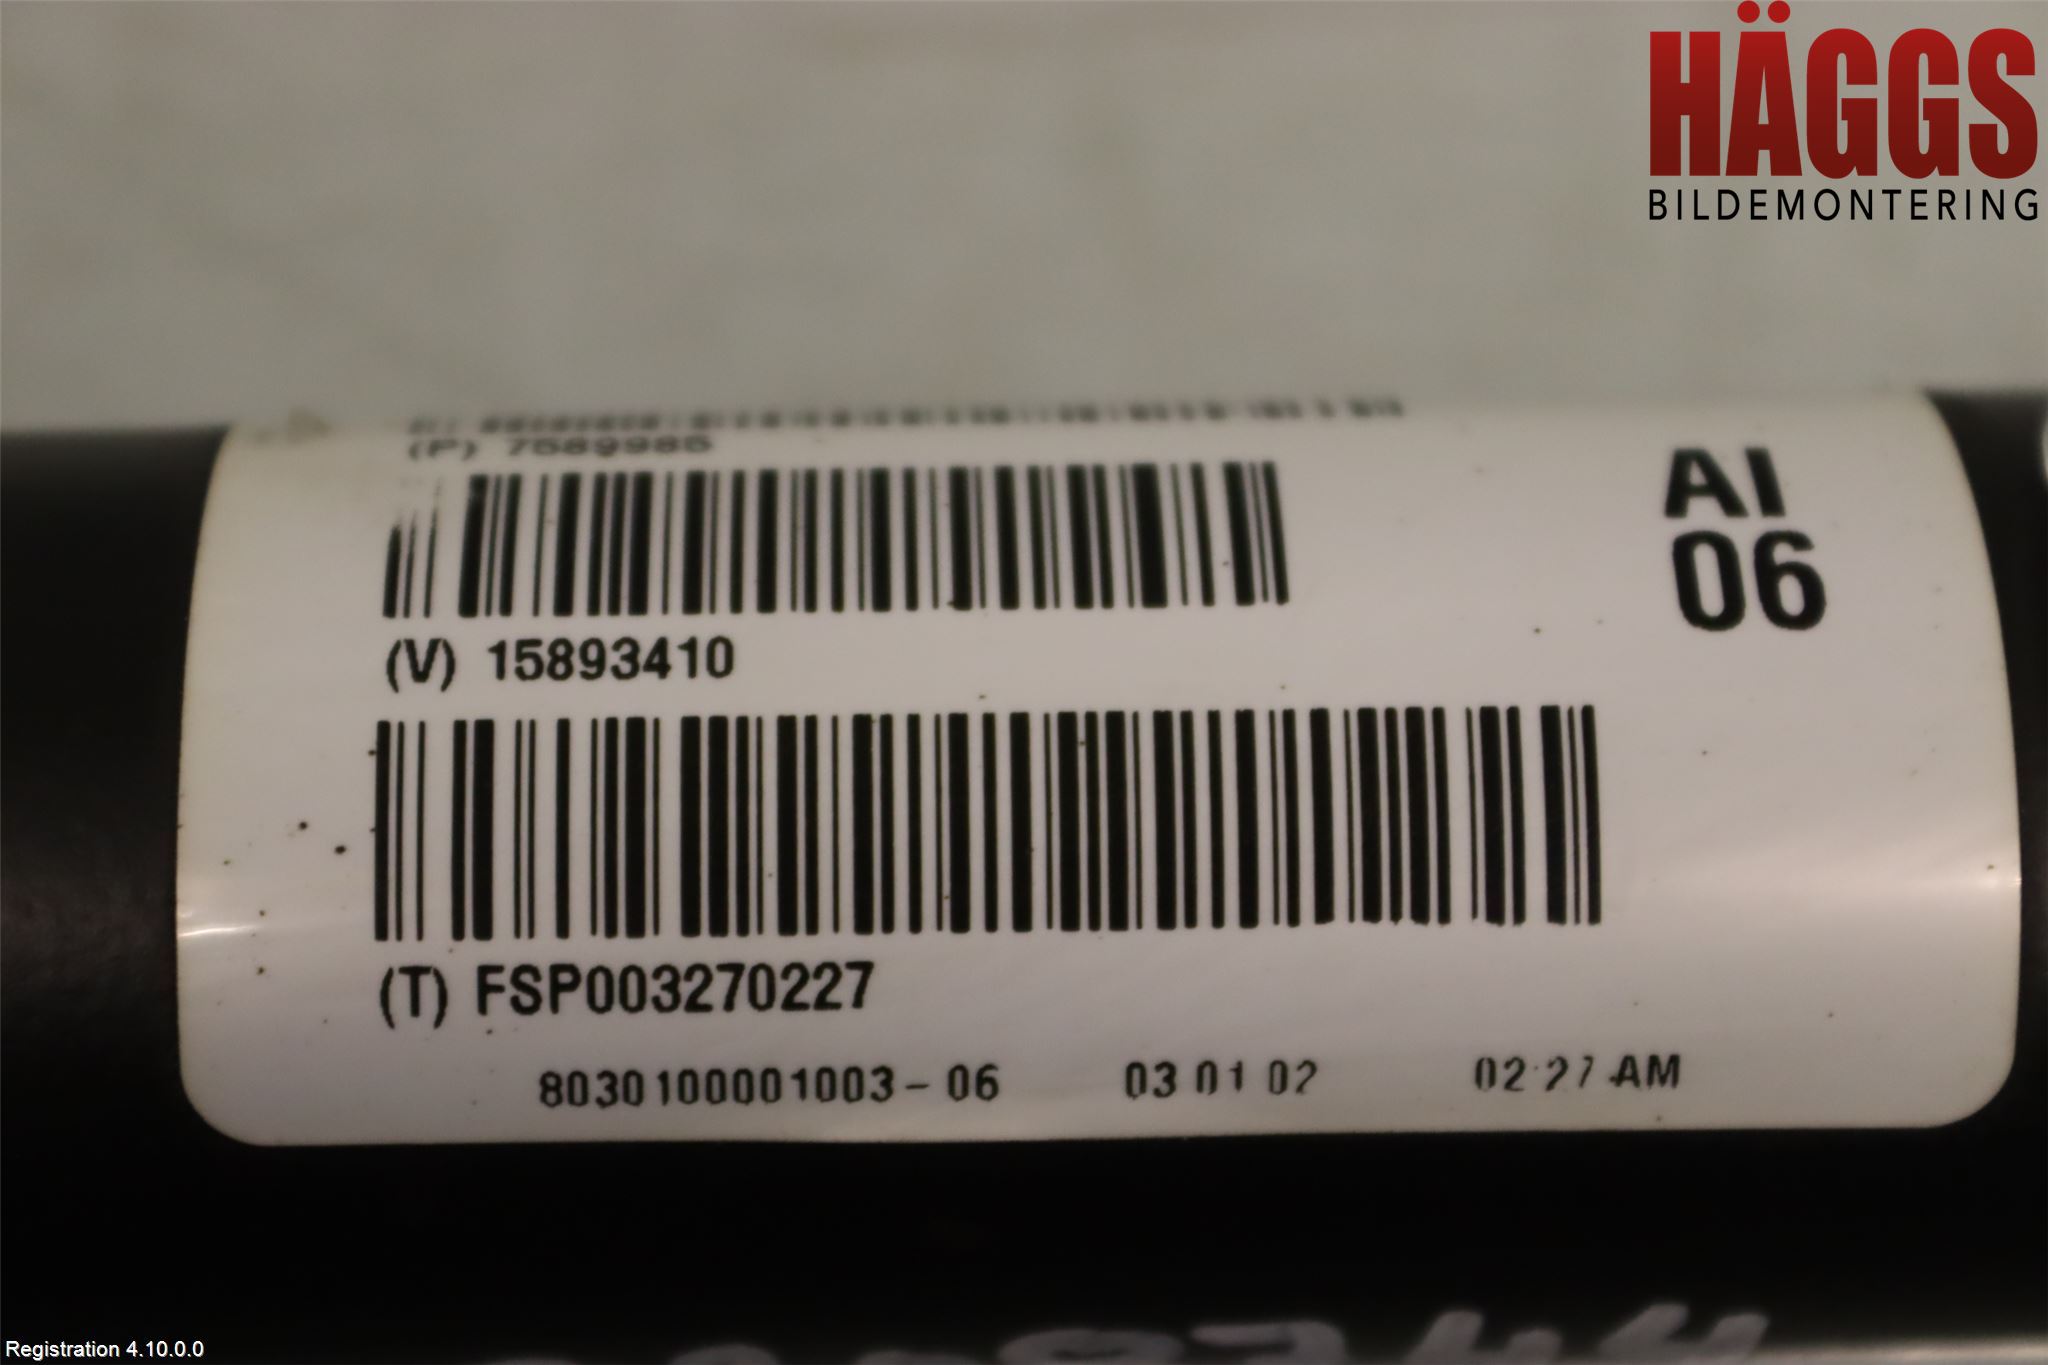 HÄGGS
BILDEMONTERING
(P) 7589985
AI
06
(V) 15893410
(T) FSP003270227
8030100001003-06 03 01 02 02:27 AM
Registration 4.10.0.0